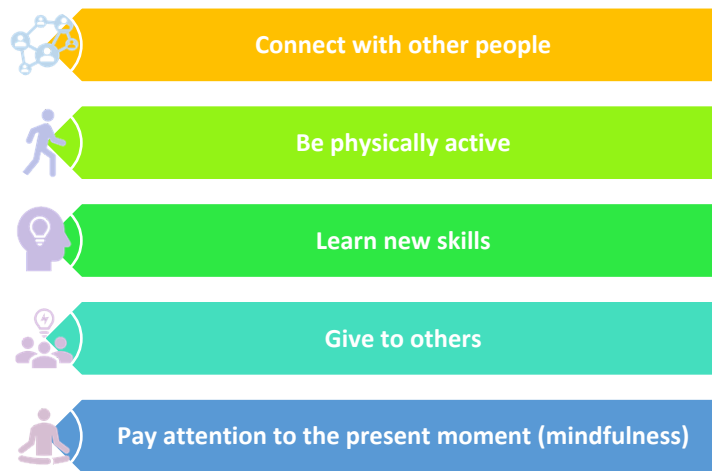 Connect with other people
Be physically active
Learn new skills
Give to others
Pay attention to the present moment (mindfulness)